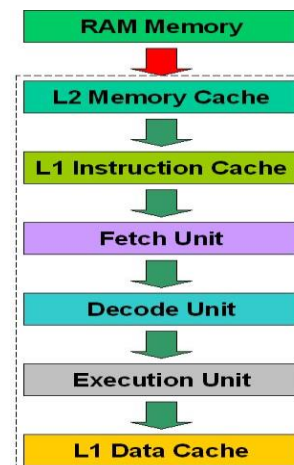 RAM Memory
L2 Memory Cache
L1 Instruction Cache
Fetch Unit
Decode Unit
Execution Unit
L1 Data Cache